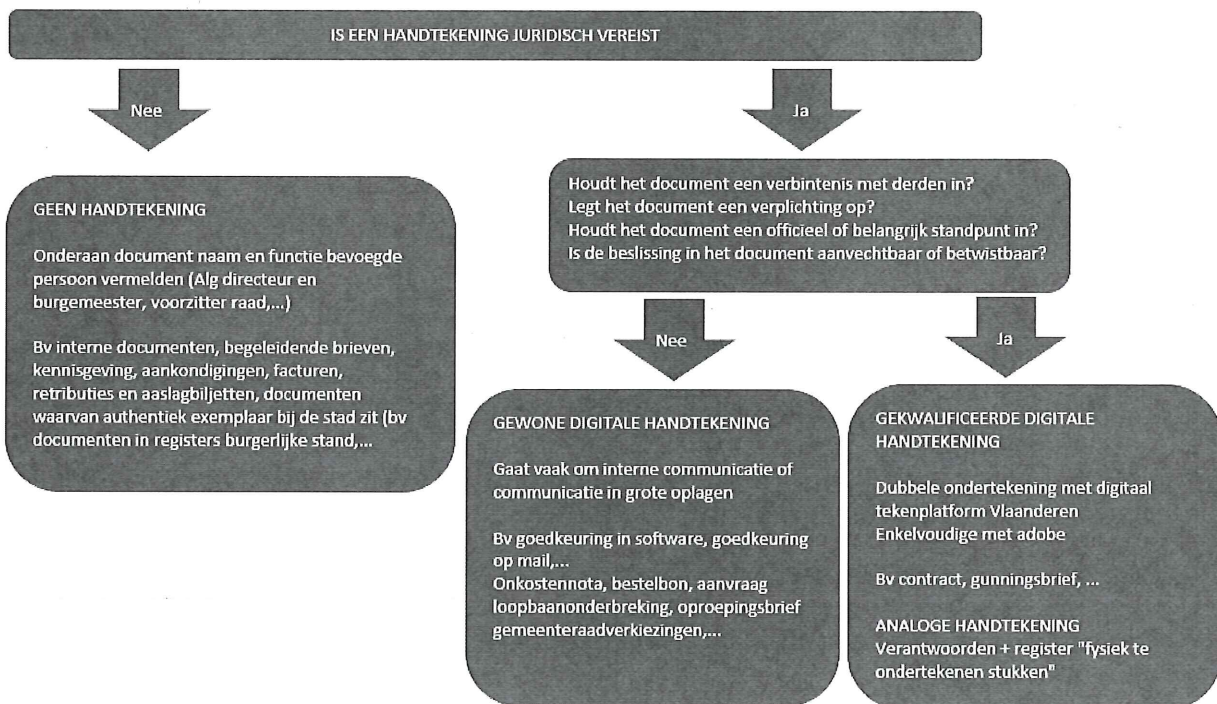 IS EEN HANDTEKENING JURIDISCH VEREIST
Nee
Ja
GEEN HANDTEKENING
Onderaan document naam en functie bevoegde
persoon vermelden (Alg directeur en
burgemeester, voorzitter raad,...)
Bv interne documenten, begeleidende brieven,
kennisgeving, aankondigingen, facturen,
retributies en aaslagbiljetten, documenten
waarvan authentiek exemplaar bij de stad zit (bv
documenten in registers burgerlijke stand,...
Houdt het document een verbintenis met derden in?
Legt het document een verplichting op?
Houdt het document een officieel of belangrijk standpunt in?
Is de beslissing in het document aanvechtbaar of betwistbaar?
Nee
Ja
GEWONE DIGITALE HANDTEKENING
Gaat vaak om interne communicatie of
communicatie in grote oplagen
Bv goedkeuring in software, goedkeuring
op mail,...
Onkostennota, bestelbon, aanvraag
loopbaanonderbreking, oproepingsbrief
gemeenteraadverkiezingen,...
GEKWALIFICEERDE DIGITALE
HANDTEKENING
Dubbele ondertekening met digitaal
tekenplatform Vlaanderen
Enkelvoudige met adobe
Bv contract, gunningsbrief, ...
ANALOGE HANDTEKENING
Verantwoorden + register "fysiek te
ondertekenen stukken"